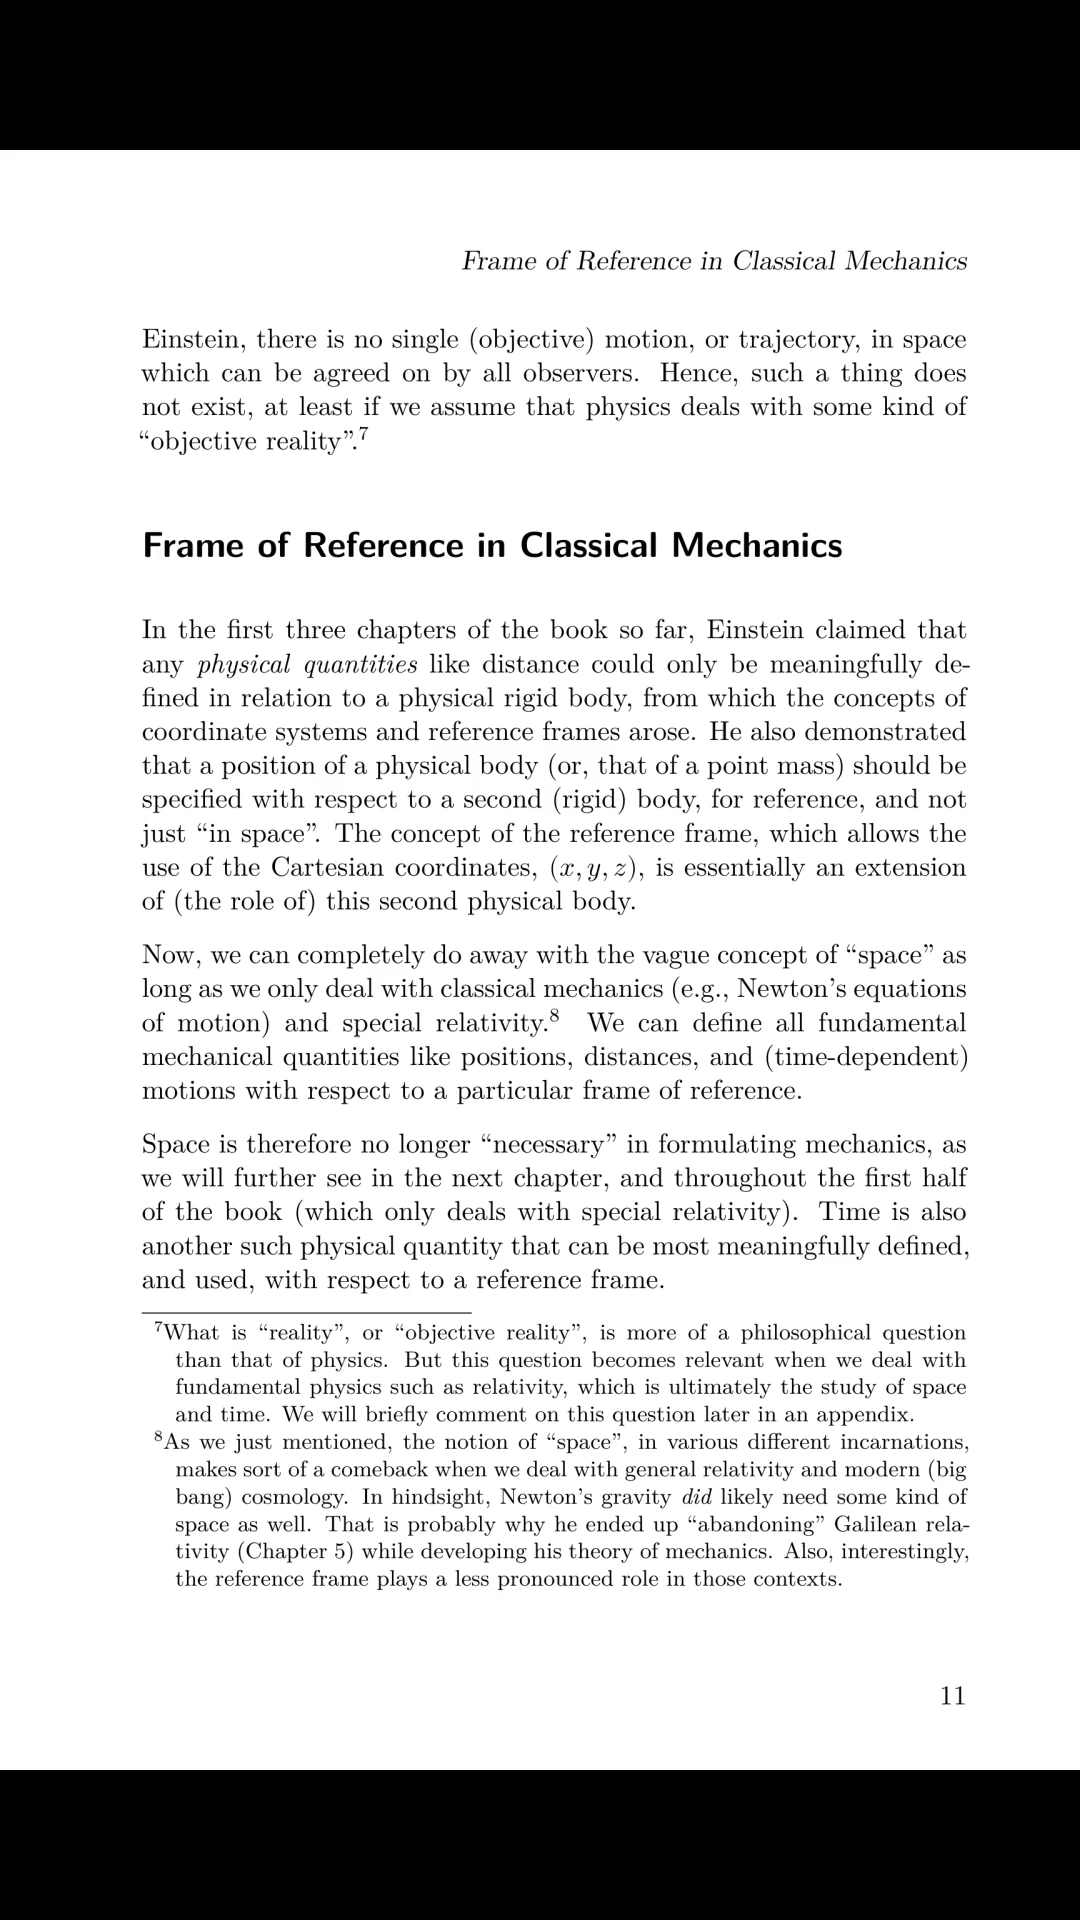 Frame of Reference in Classical Mechanics
Einstein, there is no single (objective) motion, or trajectory, in space
which can be agreed on by all observers. Hence, such a thing does
not exist, at least if we assume that physics deals with some kind of
“objective reality”.⁷
Frame of Reference in Classical Mechanics
In the first three chapters of the book so far, Einstein claimed that
any physical quantities like distance could only be meaningfully de-
fined in relation to a physical rigid body, from which the concepts of
coordinate systems and reference frames arose. He also demonstrated
that a position of a physical body (or, that of a point mass) should be
specified with respect to a second (rigid) body, for reference, and not
just “in space”. The concept of the reference frame, which allows the
use of the Cartesian coordinates, (x, y, z), is essentially an extension
of (the role of) this second physical body.
Now, we can completely do away with the vague concept of “space” as
long as we only deal with classical mechanics (e.g., Newton’s equations
of motion) and special relativity.⁸ We can define all fundamental
mechanical quantities like positions, distances, and (time-dependent)
motions with respect to a particular frame of reference.
Space is therefore no longer “necessary” in formulating mechanics, as
we will further see in the next chapter, and throughout the first half
of the book (which only deals with special relativity). Time is also
another such physical quantity that can be most meaningfully defined,
and used, with respect to a reference frame.
⁷What is “reality”, or “objective reality”, is more of a philosophical question
than that of physics. But this question becomes relevant when we deal with
fundamental physics such as relativity, which is ultimately the study of space
and time. We will briefly comment on this question later in an appendix.
⁸As we just mentioned, the notion of “space”, in various different incarnations,
makes sort of a comeback when we deal with general relativity and modern (big
bang) cosmology. In hindsight, Newton’s gravity did likely need some kind of
space as well. That is probably why he ended up “abandoning” Galilean rela-
tivity (Chapter 5) while developing his theory of mechanics. Also, interestingly,
the reference frame plays a less pronounced role in those contexts.
11